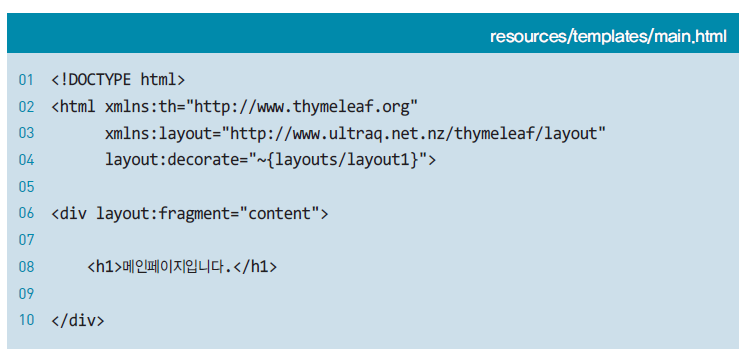 resources/templates/main.html
01 <!DOCTYPE html>
02 <html xmlns:th="http://www.thymeleaf.org"
03       xmlns:layout="http://www.ultraq.net.nz/thymeleaf/layout"
04       layout:decorate="~{layouts/layout1}">
05
06 <div layout:fragment="content">
07
08     <h1>메인페이지입니다.</h1>
09
10 </div>